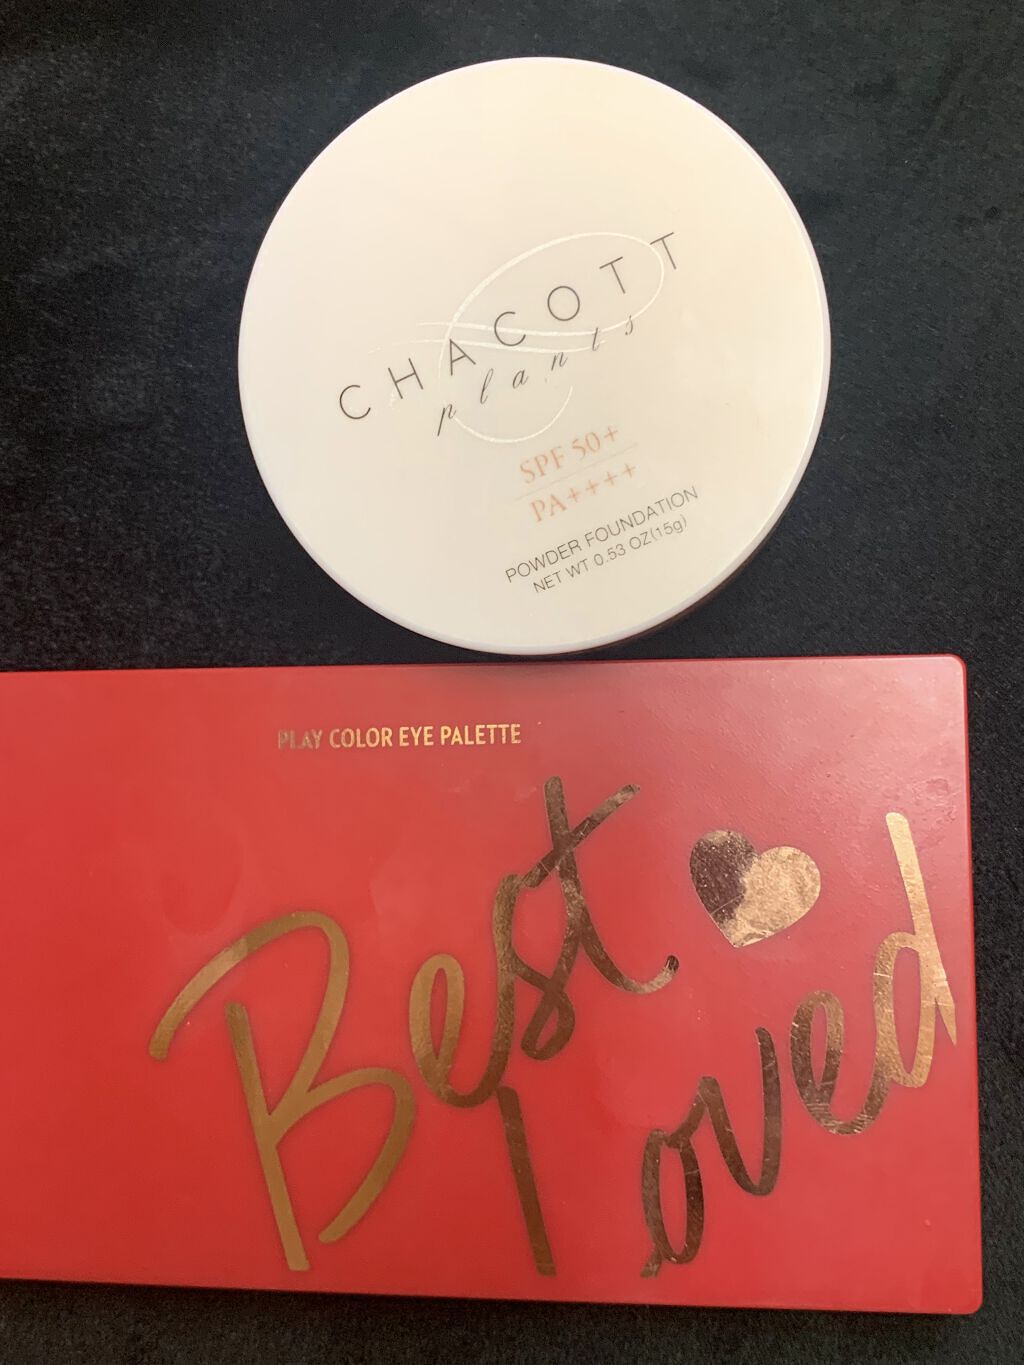 CHACOTT
plants
SPF 50+
PA++++
POWDER FOUNDATION
NET WT 0.53 OZ(15g)
PLAY COLOR EYE PALETTE
Best
Loved